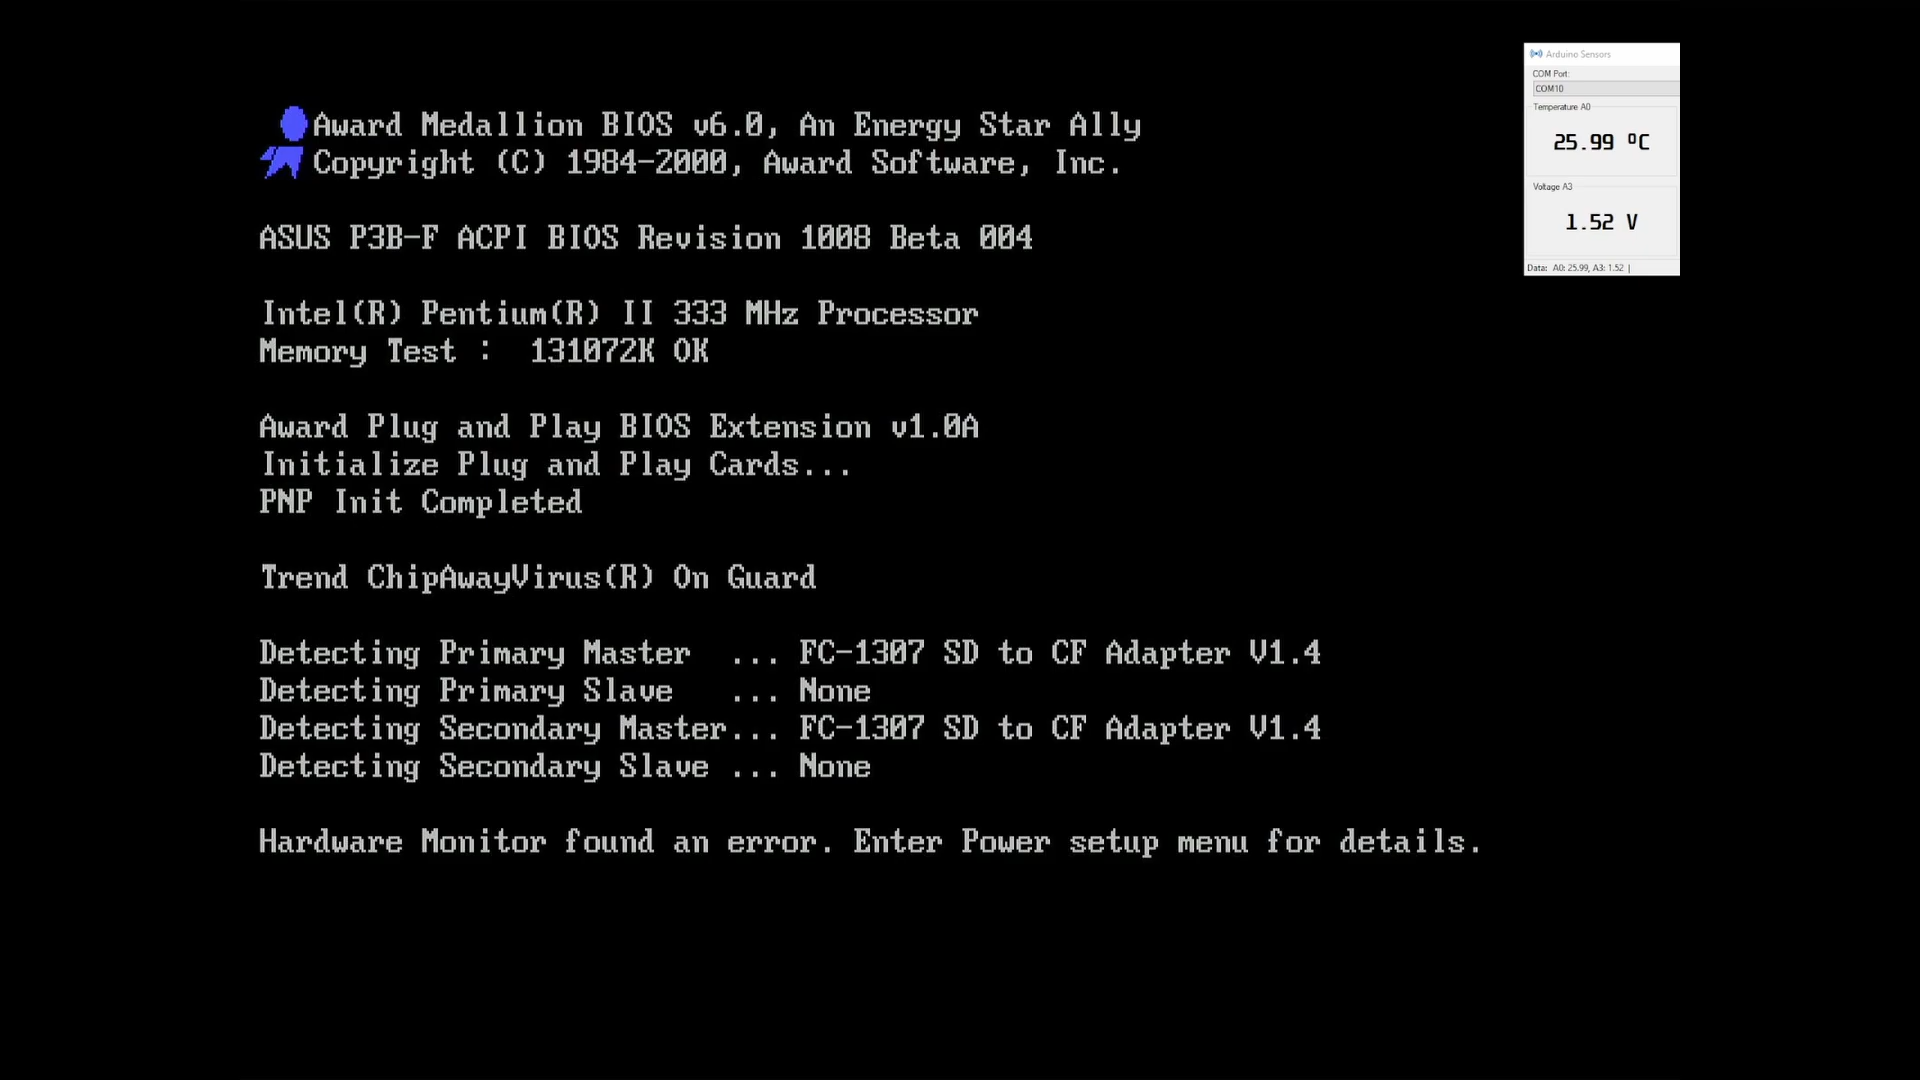 Award Medallion BIOS v6.0, An Energy Star Ally
Copyright (C) 1984-2000, Award Software, Inc.
ASUS P3B-F ACPI BIOS Revision 1008 Beta 004
Intel(R) Pentium(R) II 333 MHz Processor
Memory Test :  131072K OK
Award Plug and Play BIOS Extension v1.0A
Initialize Plug and Play Cards...
PNP Init Completed
Trend ChipAwayVirus(R) On Guard
Detecting Primary Master  ... FC-1307 SD to CF Adapter V1.4
Detecting Primary Slave   ... None
Detecting Secondary Master... FC-1307 SD to CF Adapter V1.4
Detecting Secondary Slave ... None
Hardware Monitor found an error. Enter Power setup menu for details.
Arduino Sensors
COM Port:
COM10
Temperature A0
25.99 ºC
Voltage A3
1.52 V
Data: A0: 25.99, A3: 1.52 |